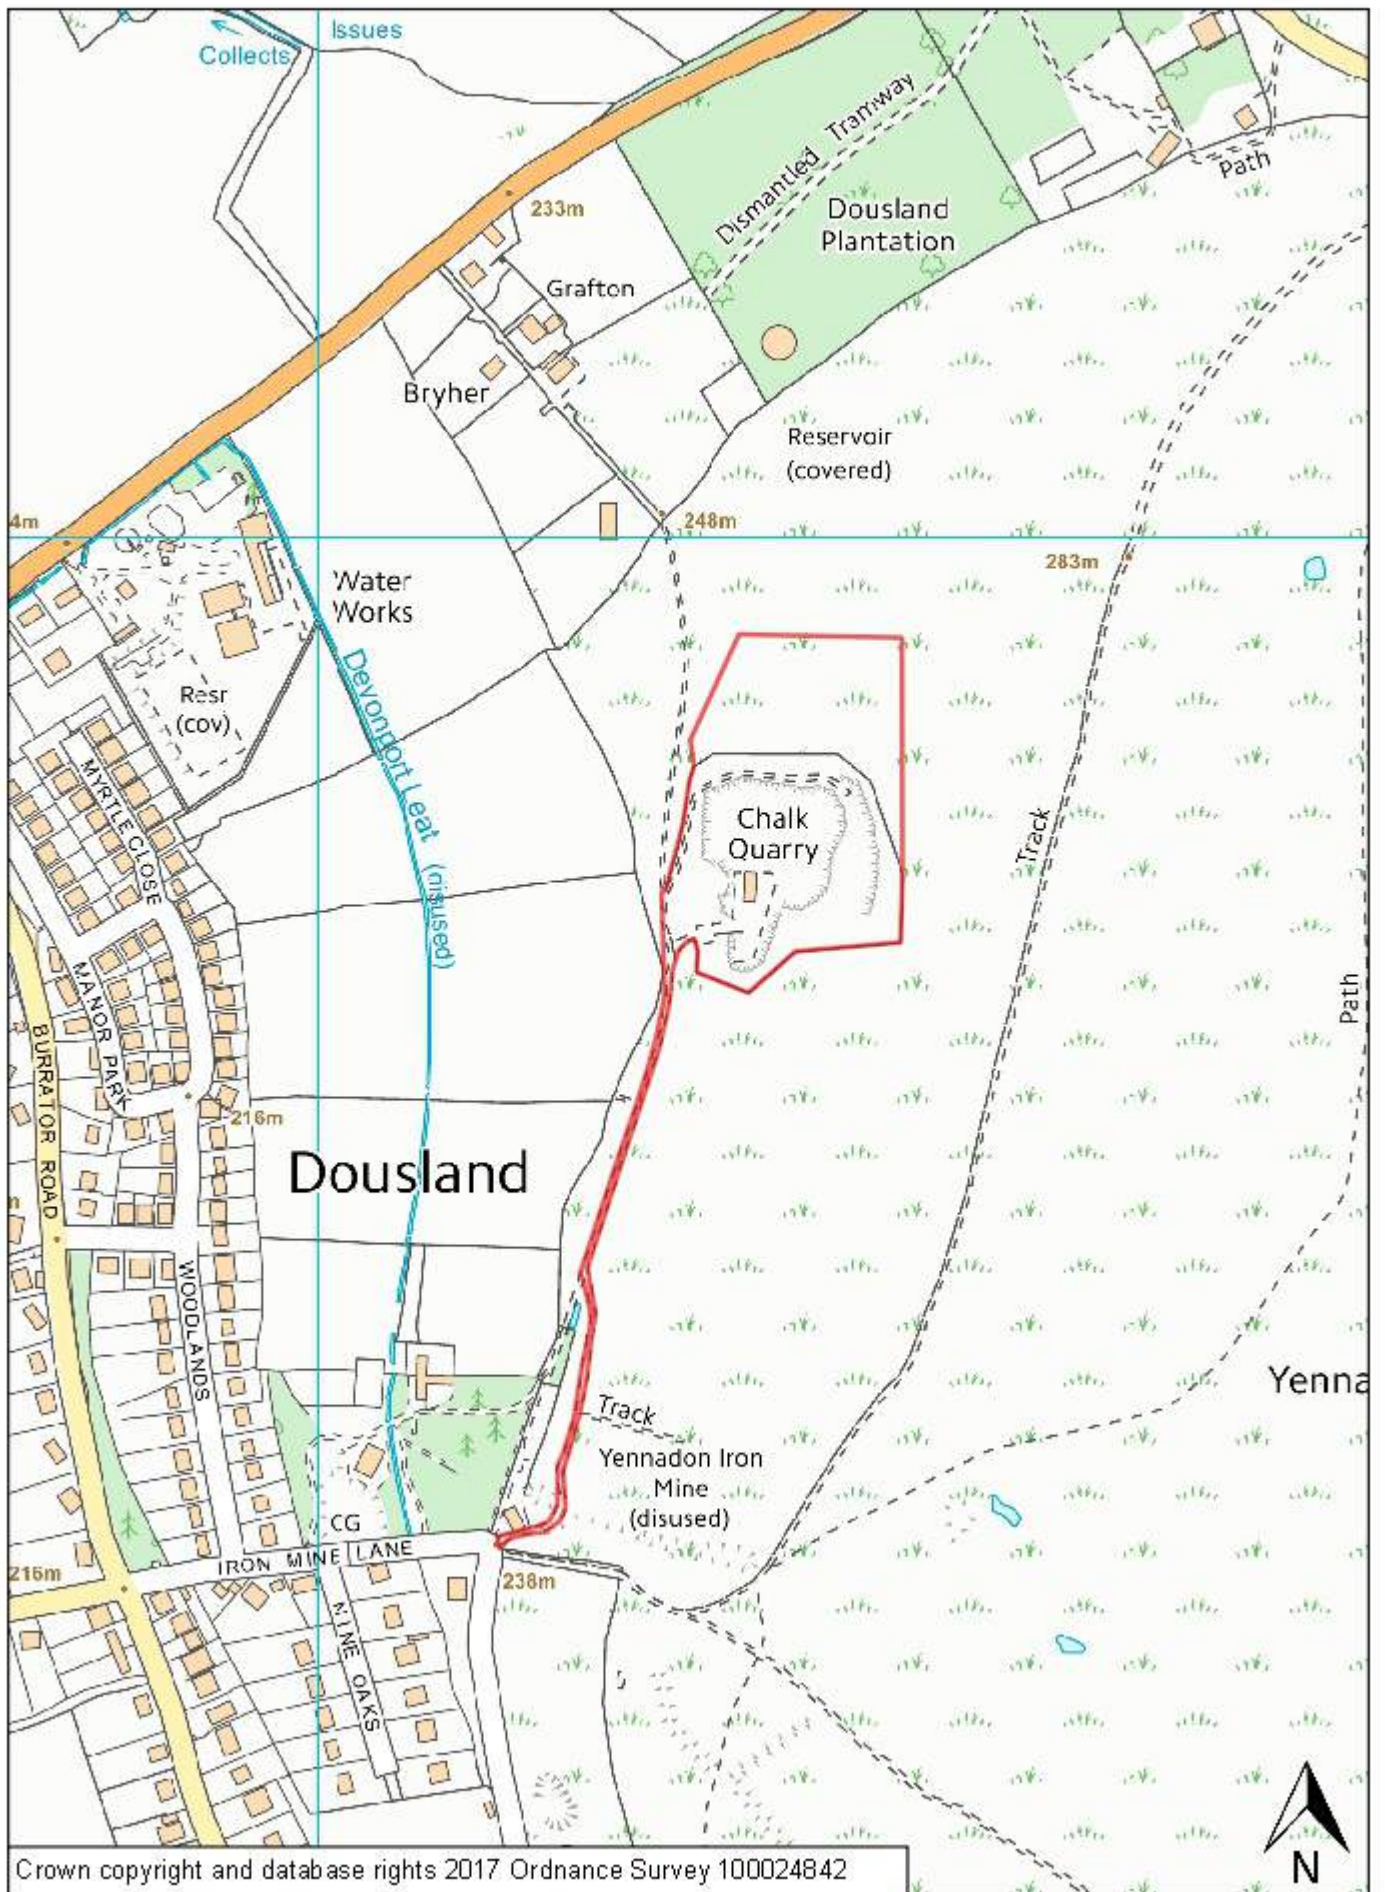 Issues
Collects
Dismantled Tramway
Path
233m
Dousland
Plantation
Grafton
Bryher
Reservoir
(covered)
4m
248m
283m
Water
Works
Devonport Leat (disused)
Resr
(cov)
MYRTLE CLOSE
Chalk
Quarry
Track
MANOR PARK
Path
BURRATOR ROAD
216m
Dousland
WOODLANDS
Yenna
Track
Yennadon Iron
Mine
(disused)
CG
IRON MINE LANE
216m
238m
NINE OAKS
N
Crown copyright and database rights 2017 Ordnance Survey 100024842